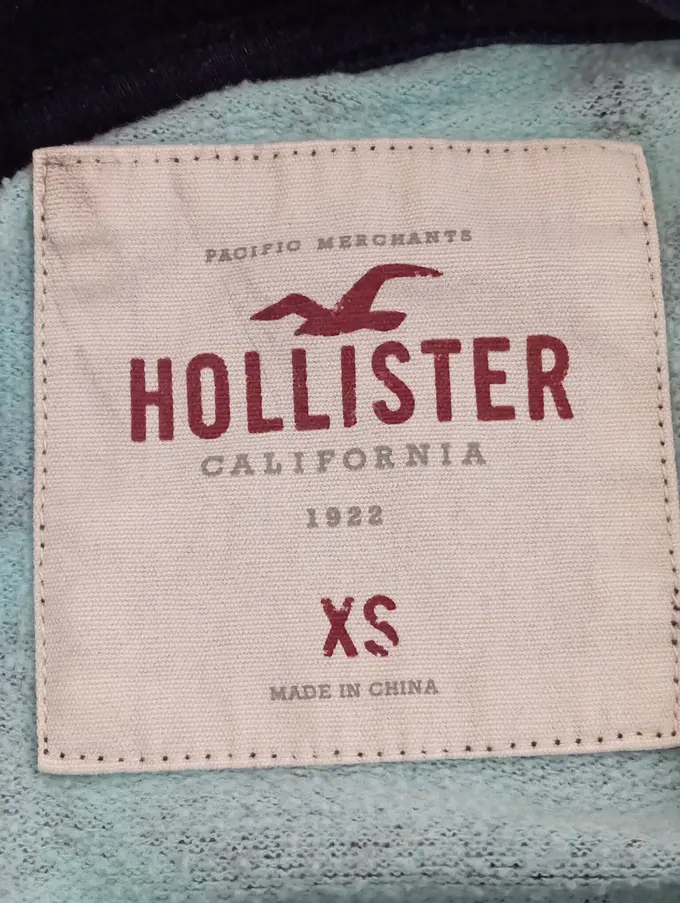 PACIFIC MERCHANTS
HOLLISTER
CALIFORNIA
1922
XS
MADE IN CHINA